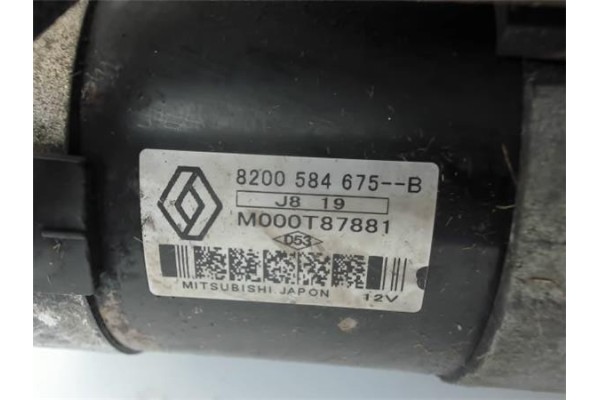 8200 584 675--B
J8 19
M000T87881
D53
MITSUBISHI JAPON 12V